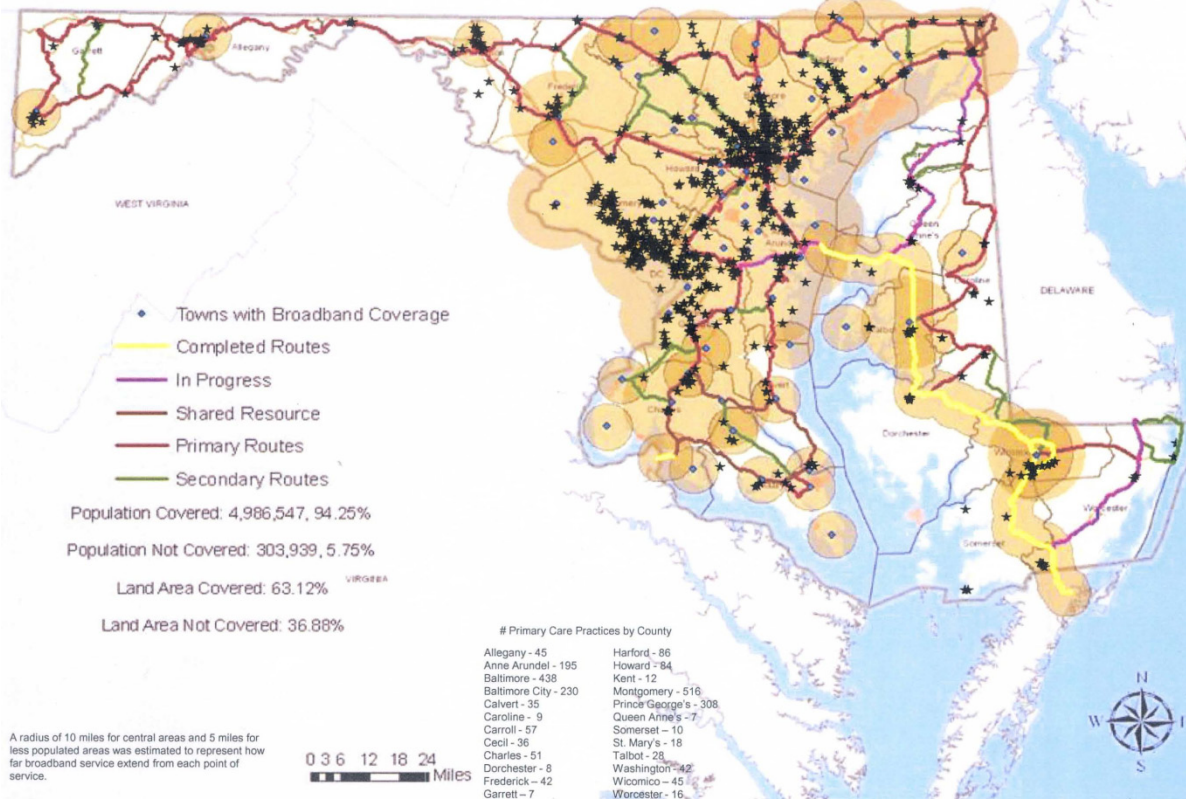 Garrett
Allegany
Frederick
Harford
Howard
WEST VIRGINIA
Queen
Anne's
DC
Caroline
DELAWARE
Towns with Broadband Coverage
Completed Routes
In Progress
Shared Resource
Primary Routes
Secondary Routes
Talbot
Charles
Dorchester
Worcester
Somerset
Population Covered: 4,986,547, 94.25%
Population Not Covered: 303,939, 5.75%
Land Area Covered: 63.12%
VIRGINIA
Land Area Not Covered: 36.88%
# Primary Care Practices by County
Allegany - 45
Anne Arundel - 195
Baltimore - 438
Baltimore City - 230
Calvert - 35
Caroline - 9
Carroll - 57
Cecil - 36
Charles - 51
Dorchester - 8
Frederick - 42
Garrett – 7
Harford - 86
Howard - 84
Kent - 12
Montgomery - 516
Prince George's - 308
Queen Anne's - 7
Somerset – 10
St. Mary's - 18
Talbot - 28
Washington - 42
Wicomico – 45
Worcester - 16
A radius of 10 miles for central areas and 5 miles for
less populated areas was estimated to represent how
far broadband service extend from each point of
service.
0 3 6 12 18 24
Miles
N
W
E
S